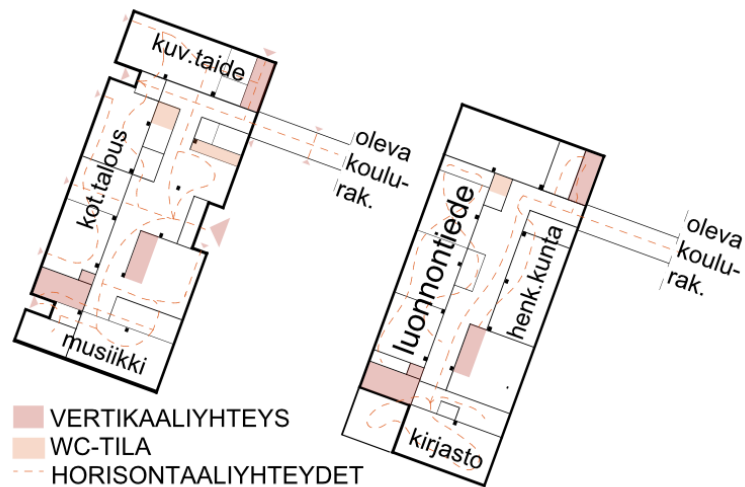 kuv.taide
kot.talous
musiikki
oleva
koulu-
rak.
luonnontiede
henk.kunta
kirjasto
oleva
koulu-
rak.
VERTIKAALIYHTEYS
WC-TILA
HORISONTAALIYHTEYDET